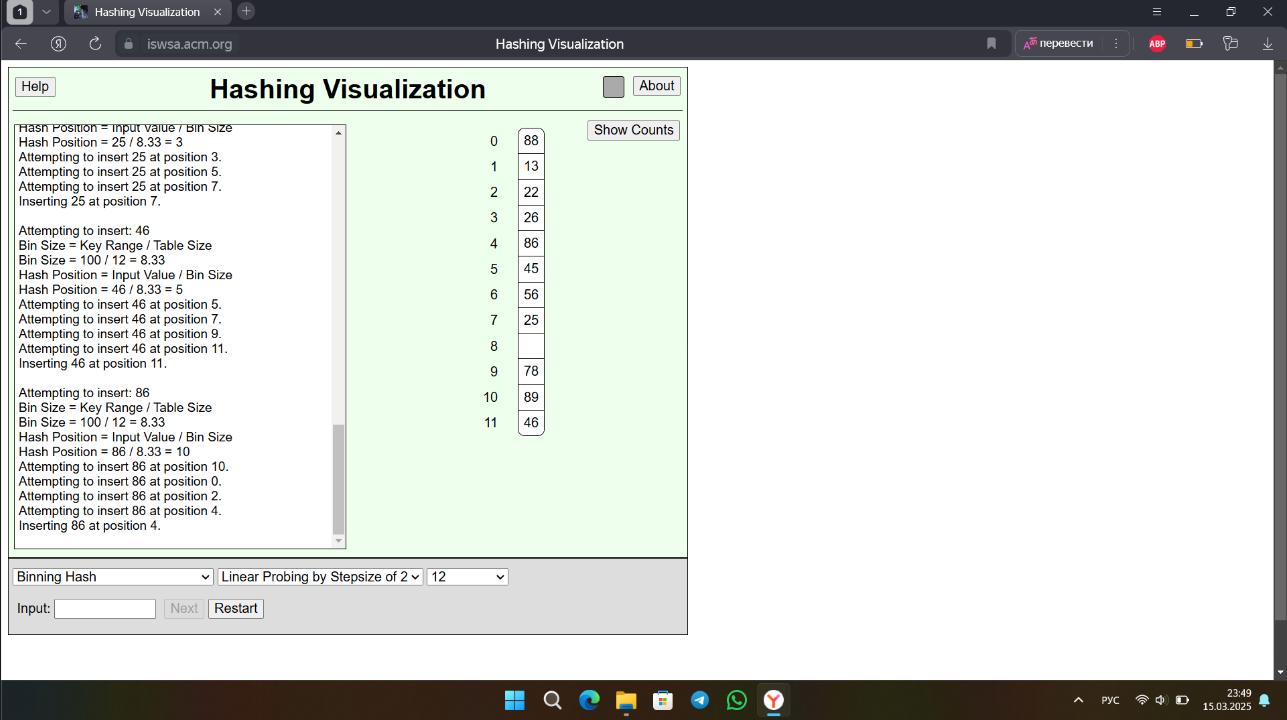 1
Hashing Visualization
iswsa.acm.org
Hashing Visualization
перевести
ABP
Help
Hashing Visualization
About
Show Counts
Hash Position = Input Value / Bin Size
Hash Position = 25 / 8.33 = 3
Attempting to insert 25 at position 3.
Attempting to insert 25 at position 5.
Attempting to insert 25 at position 7.
Inserting 25 at position 7.
Attempting to insert: 46
Bin Size = Key Range / Table Size
Bin Size = 100 / 12 = 8.33
Hash Position = Input Value / Bin Size
Hash Position = 46 / 8.33 = 5
Attempting to insert 46 at position 5.
Attempting to insert 46 at position 7.
Attempting to insert 46 at position 9.
Attempting to insert 46 at position 11.
Inserting 46 at position 11.
Attempting to insert: 86
Bin Size = Key Range / Table Size
Bin Size = 100 / 12 = 8.33
Hash Position = Input Value / Bin Size
Hash Position = 86 / 8.33 = 10
Attempting to insert 86 at position 10.
Attempting to insert 86 at position 0.
Attempting to insert 86 at position 2.
Attempting to insert 86 at position 4.
Inserting 86 at position 4.
0 88
1 13
2 22
3 26
4 86
5 45
6 56
7 25
8
9 78
10 89
11 46
Binning Hash Linear Probing by Stepsize of 2 12
Input: Next Restart
РУС
23:49
15.03.2025